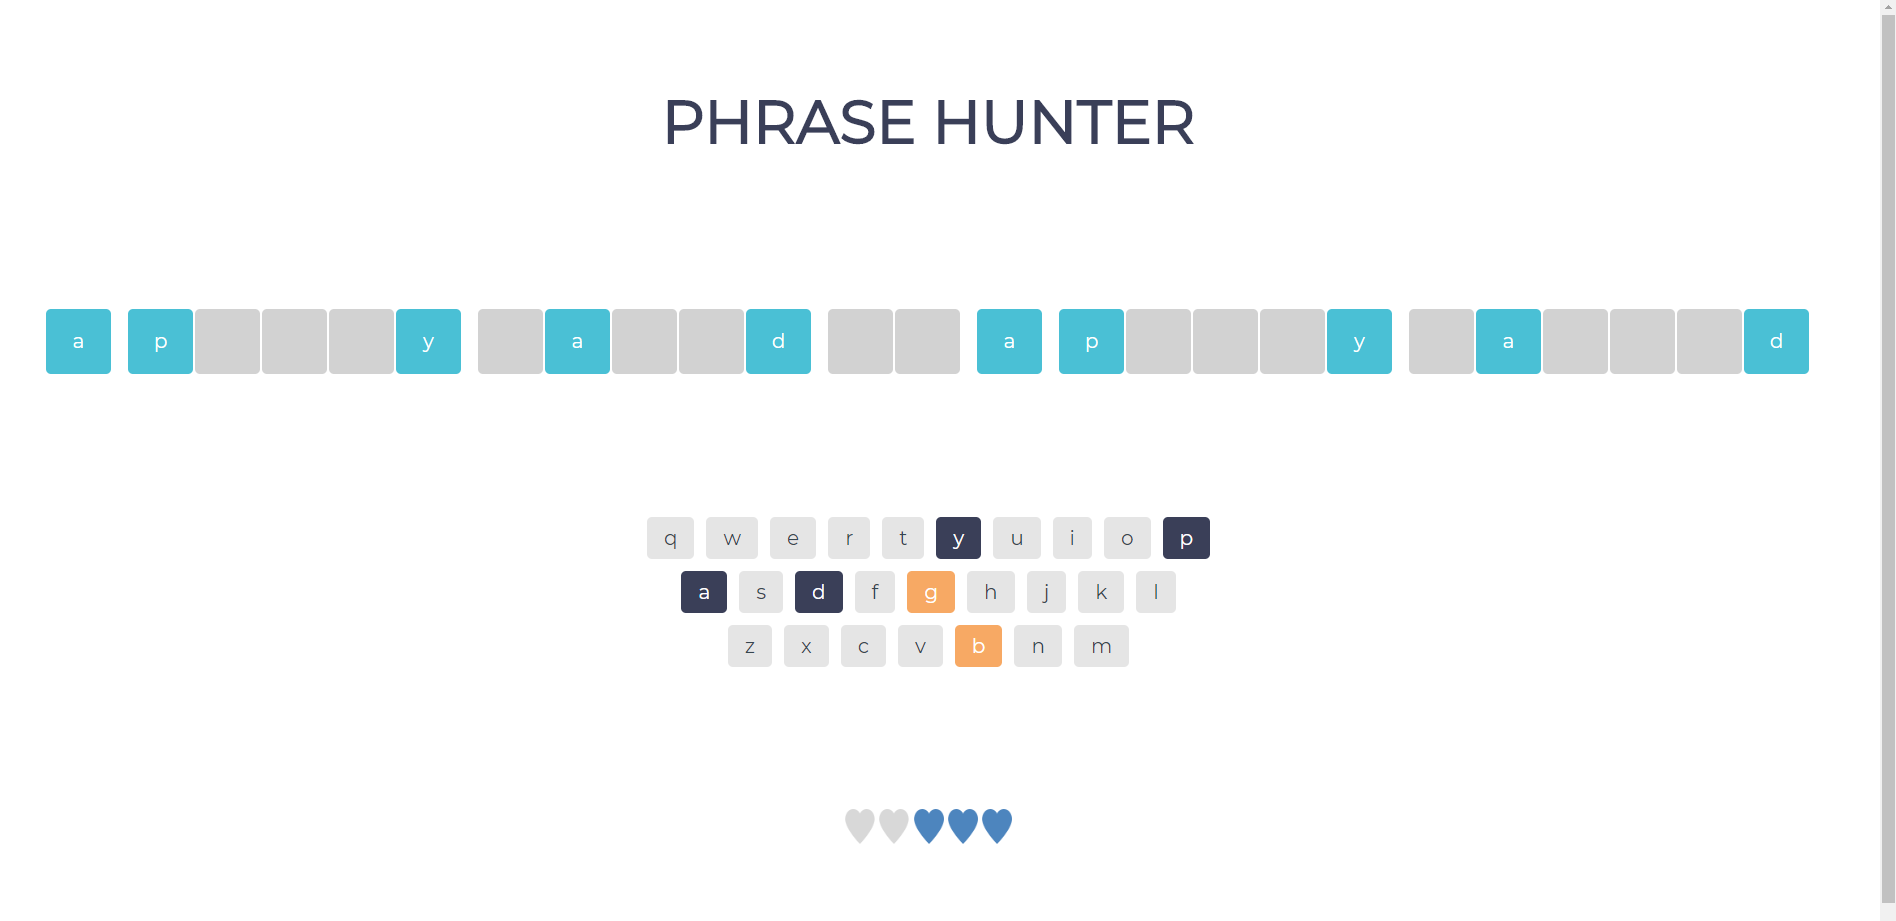 PHRASE HUNTER
a p y a d a p y a d
q w e r t y u i o p
a s d f g h j k l
z x c v b n m